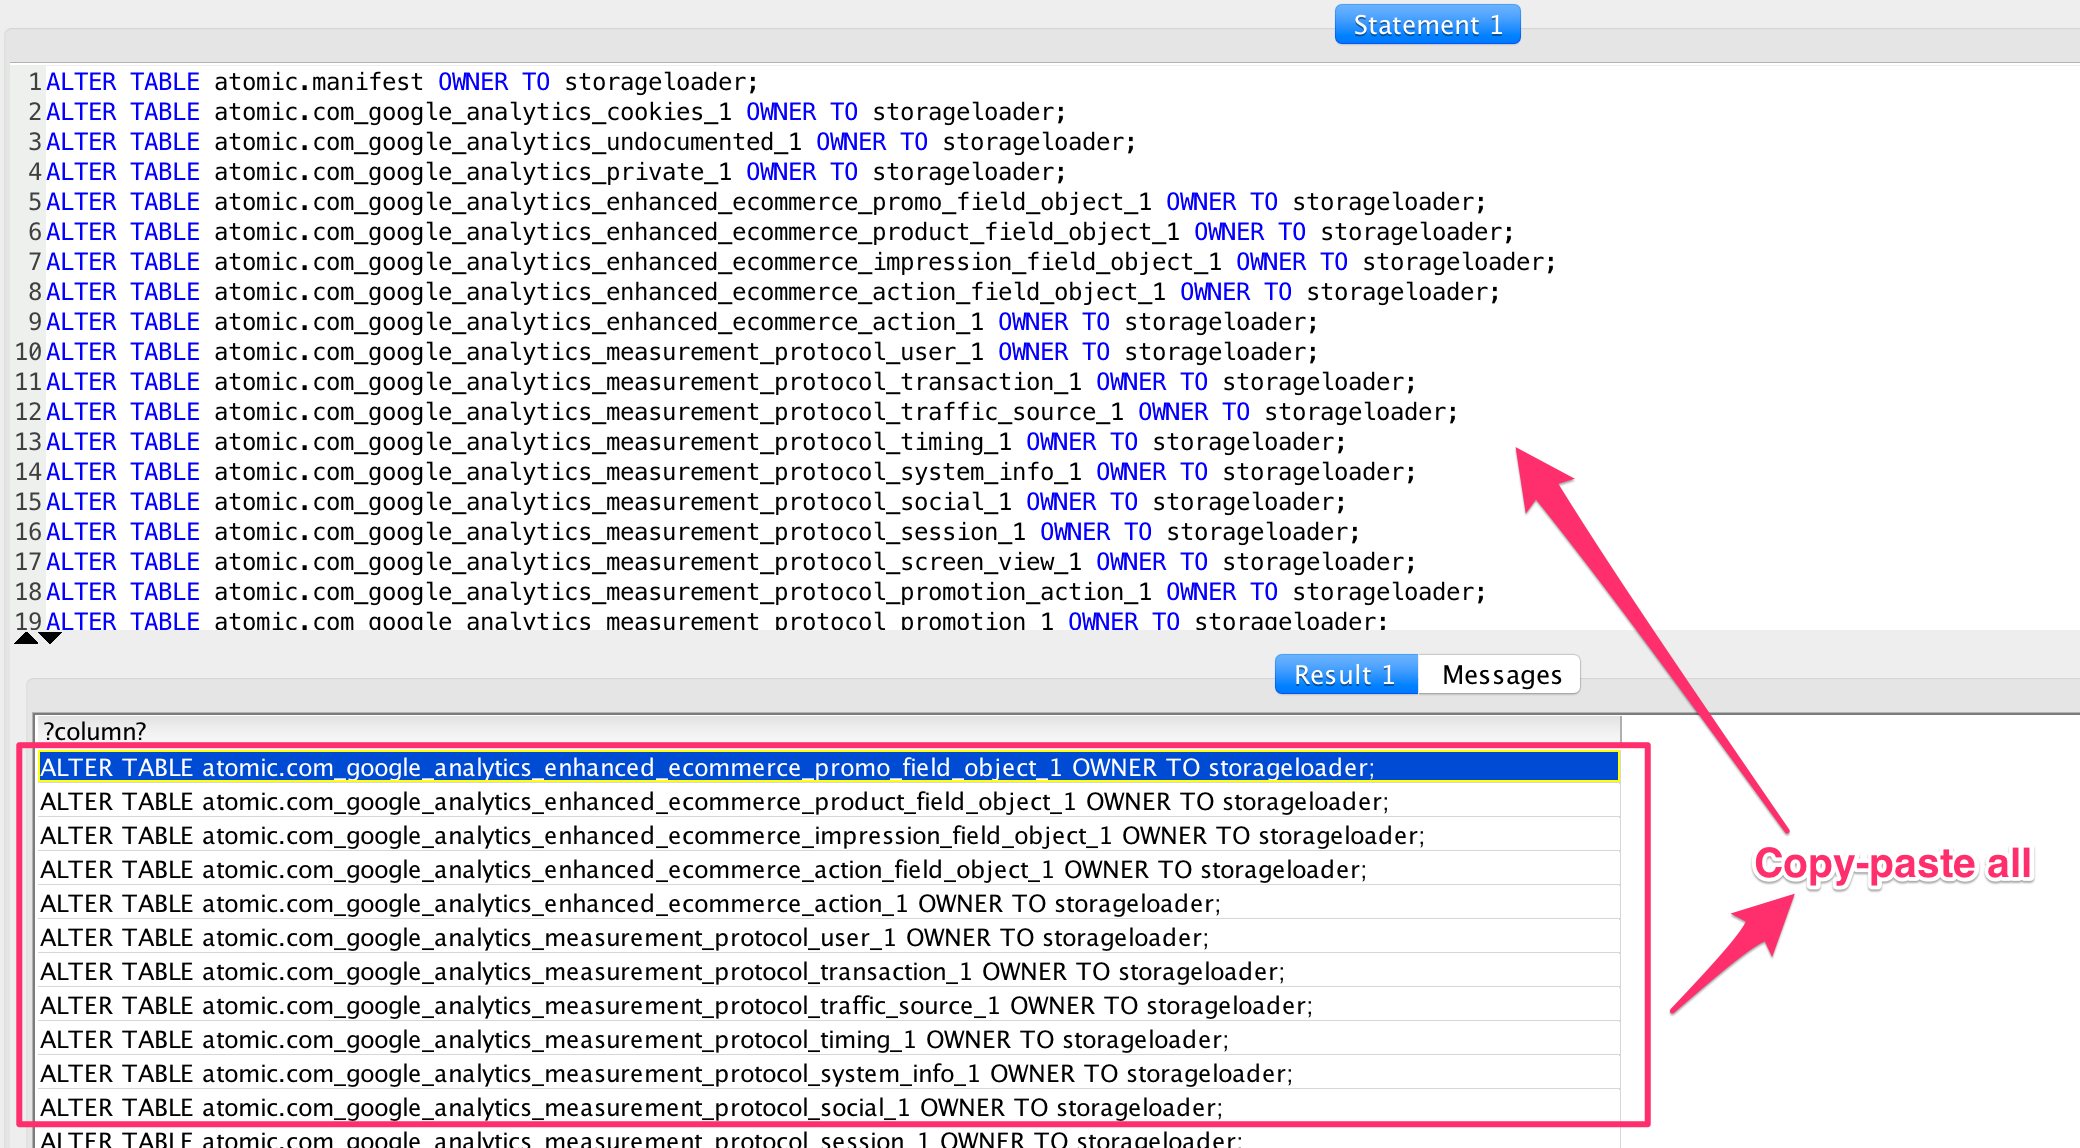 Statement 1
1 ALTER TABLE atomic.manifest OWNER TO storageloader;
2 ALTER TABLE atomic.com_google_analytics_cookies_1 OWNER TO storageloader;
3 ALTER TABLE atomic.com_google_analytics_undocumented_1 OWNER TO storageloader;
4 ALTER TABLE atomic.com_google_analytics_private_1 OWNER TO storageloader;
5 ALTER TABLE atomic.com_google_analytics_enhanced_ecommerce_promo_field_object_1 OWNER TO storageloader;
6 ALTER TABLE atomic.com_google_analytics_enhanced_ecommerce_product_field_object_1 OWNER TO storageloader;
7 ALTER TABLE atomic.com_google_analytics_enhanced_ecommerce_impression_field_object_1 OWNER TO storageloader;
8 ALTER TABLE atomic.com_google_analytics_enhanced_ecommerce_action_field_object_1 OWNER TO storageloader;
9 ALTER TABLE atomic.com_google_analytics_enhanced_ecommerce_action_1 OWNER TO storageloader;
10 ALTER TABLE atomic.com_google_analytics_measurement_protocol_user_1 OWNER TO storageloader;
11 ALTER TABLE atomic.com_google_analytics_measurement_protocol_transaction_1 OWNER TO storageloader;
12 ALTER TABLE atomic.com_google_analytics_measurement_protocol_traffic_source_1 OWNER TO storageloader;
13 ALTER TABLE atomic.com_google_analytics_measurement_protocol_timing_1 OWNER TO storageloader;
14 ALTER TABLE atomic.com_google_analytics_measurement_protocol_system_info_1 OWNER TO storageloader;
15 ALTER TABLE atomic.com_google_analytics_measurement_protocol_social_1 OWNER TO storageloader;
16 ALTER TABLE atomic.com_google_analytics_measurement_protocol_session_1 OWNER TO storageloader;
17 ALTER TABLE atomic.com_google_analytics_measurement_protocol_screen_view_1 OWNER TO storageloader;
18 ALTER TABLE atomic.com_google_analytics_measurement_protocol_promotion_action_1 OWNER TO storageloader;
19 ALTER TABLE atomic.com_google_analytics_measurement_protocol_promotion_1 OWNER TO storageloader;
Result 1 Messages
?column?
ALTER TABLE atomic.com_google_analytics_enhanced_ecommerce_promo_field_object_1 OWNER TO storageloader;
ALTER TABLE atomic.com_google_analytics_enhanced_ecommerce_product_field_object_1 OWNER TO storageloader;
ALTER TABLE atomic.com_google_analytics_enhanced_ecommerce_impression_field_object_1 OWNER TO storageloader;
ALTER TABLE atomic.com_google_analytics_enhanced_ecommerce_action_field_object_1 OWNER TO storageloader;
ALTER TABLE atomic.com_google_analytics_enhanced_ecommerce_action_1 OWNER TO storageloader;
ALTER TABLE atomic.com_google_analytics_measurement_protocol_user_1 OWNER TO storageloader;
ALTER TABLE atomic.com_google_analytics_measurement_protocol_transaction_1 OWNER TO storageloader;
ALTER TABLE atomic.com_google_analytics_measurement_protocol_traffic_source_1 OWNER TO storageloader;
ALTER TABLE atomic.com_google_analytics_measurement_protocol_timing_1 OWNER TO storageloader;
ALTER TABLE atomic.com_google_analytics_measurement_protocol_system_info_1 OWNER TO storageloader;
ALTER TABLE atomic.com_google_analytics_measurement_protocol_social_1 OWNER TO storageloader;
ALTER TABLE atomic.com_google_analytics_measurement_protocol_session_1 OWNER TO storageloader;
Copy-paste all